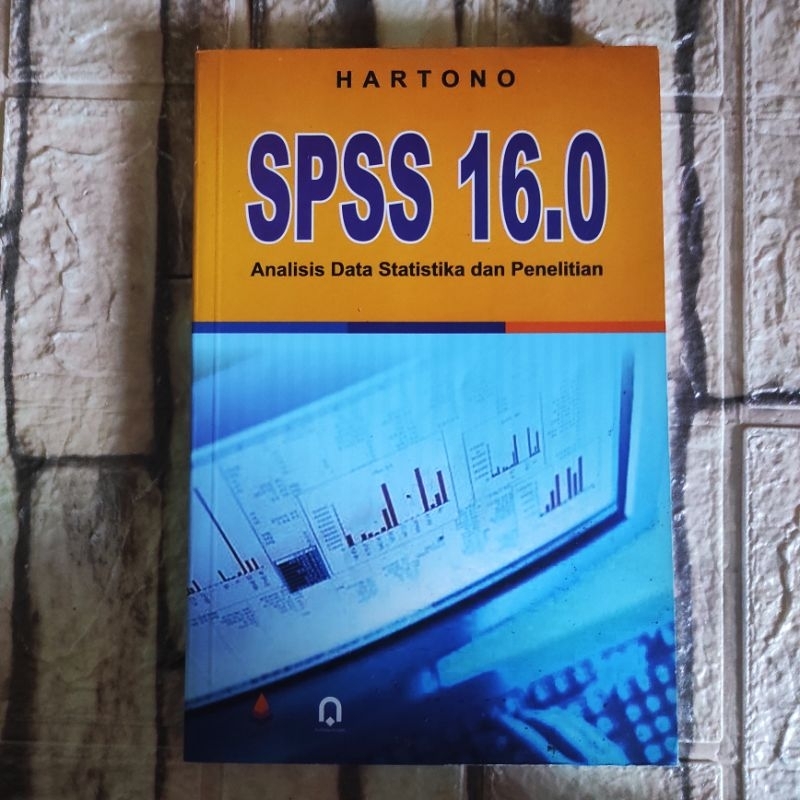 HARTONO
SPSS 16.0
Analisis Data Statistika dan Penelitian